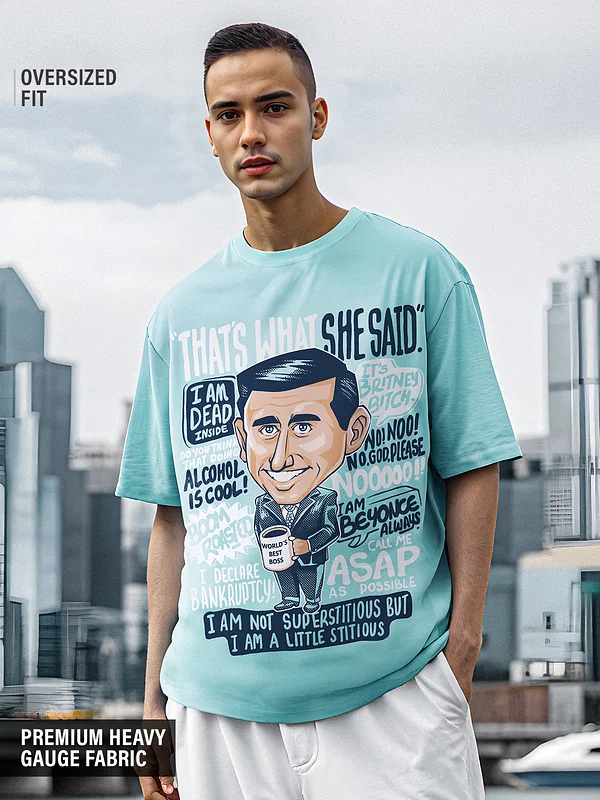 OVERSIZED
FIT
"THAT'S WHAT SHE SAID."
I AM
DEAD
INSIDE
IT'S
BRITNEY
BITCH.
DO YOU THINK
THAT DOING
ALCOHOL
IS COOL!
NO! NOO!
NO, GOD, PLEASE
NOOOOO!!
BOOM
ROASTED
I AM
BEYONCE
ALWAYS
WORLD'S
BEST
BOSS
I DECLARE
BANKRUPTCY!
CALL ME
ASAP
AS POSSIBLE
I AM NOT SUPERSTITIOUS BUT
I AM A LITTLE STITIOUS
PREMIUM HEAVY
GAUGE FABRIC